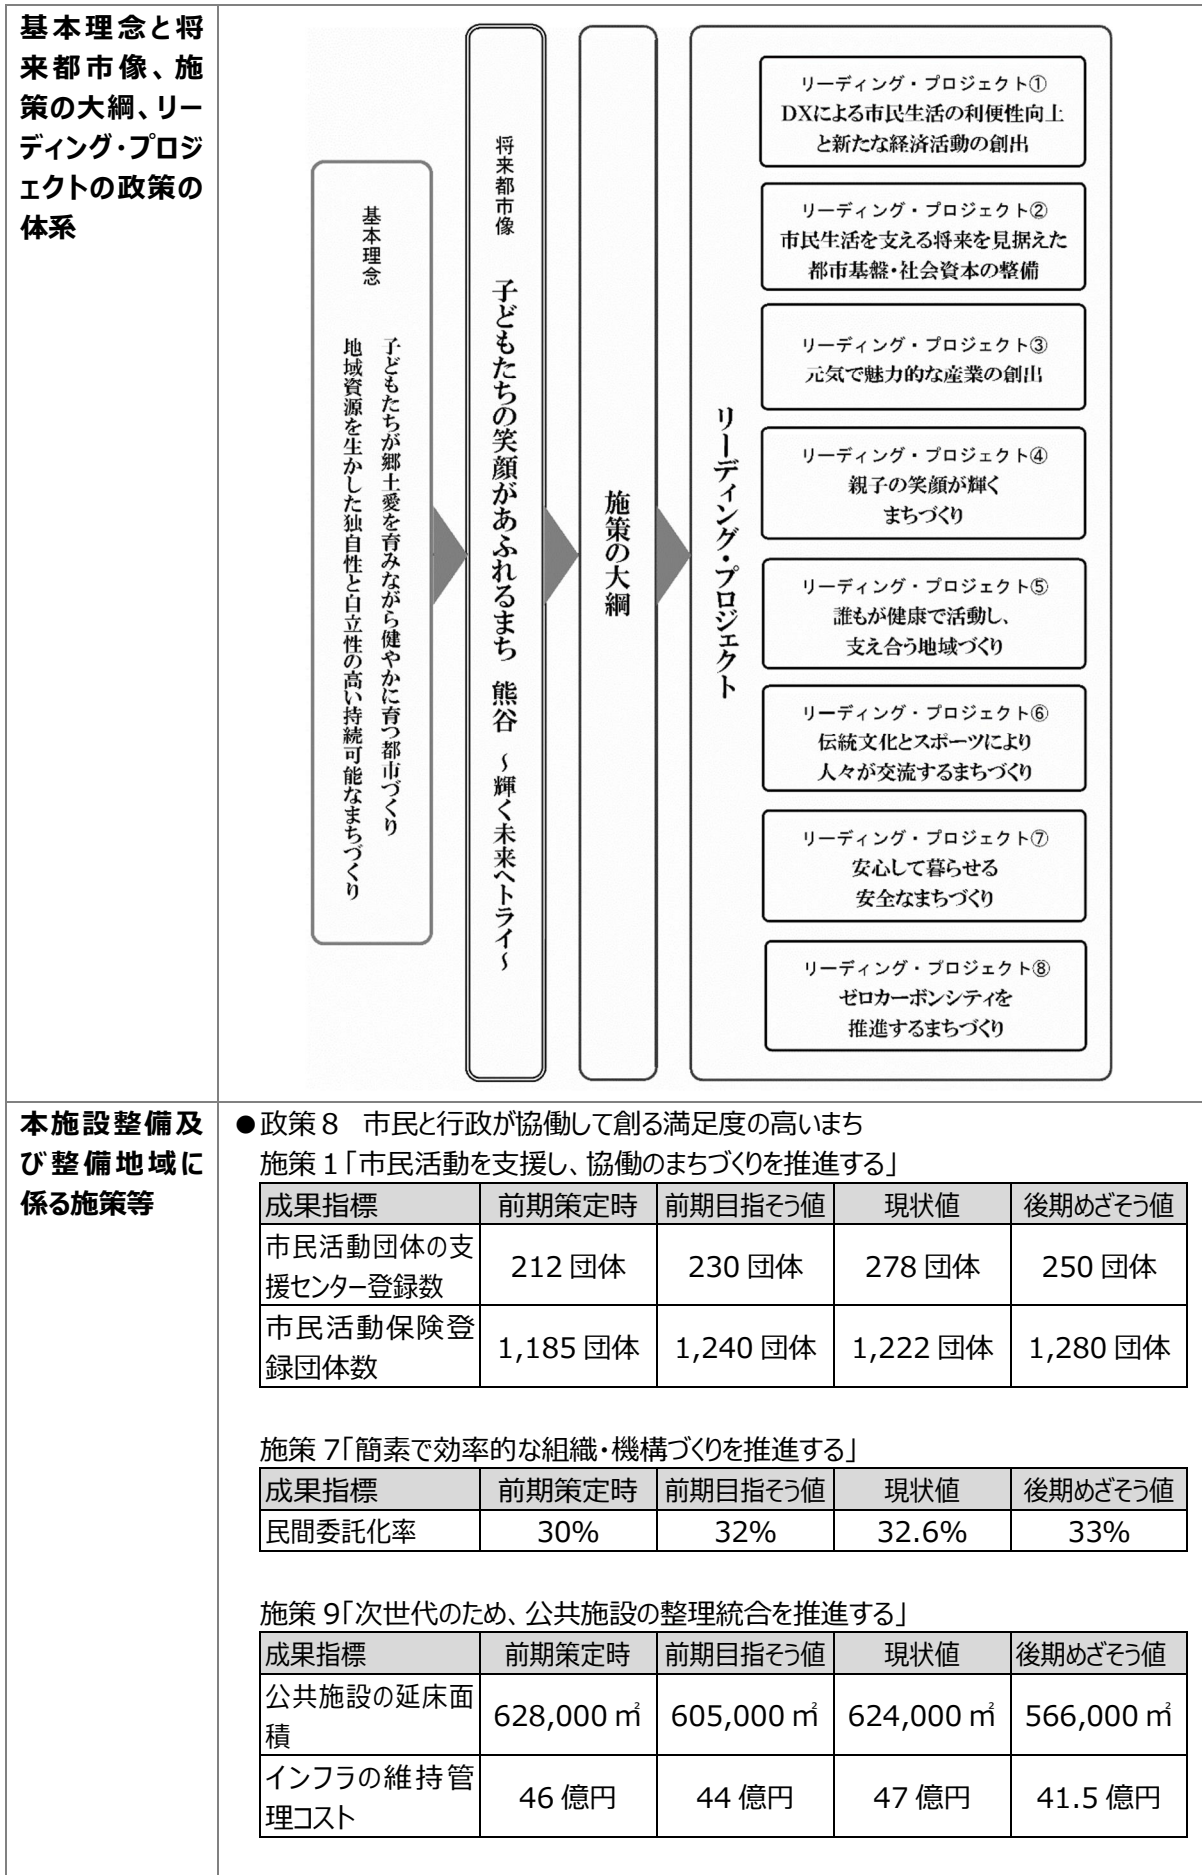 基本理念と将
来都市像、施
策の大綱、リー
ディング・プロジ
ェクトの政策の
体系
基本理念
子どもたちが郷土愛を育みながら健やかに育つ都市づくり
地域資源を生かした独自性と自立性の高い持続可能なまちづくり
将来都市像 子どもたちの笑顔があふれるまち 熊谷 ~輝く未来へトライ~
施策の大綱
リーディング・プロジェクト
リーディング・プロジェクト①
DXによる市民生活の利便性向上
と新たな経済活動の創出
リーディング・プロジェクト②
市民生活を支える将来を見据えた
都市基盤・社会資本の整備
リーディング・プロジェクト③
元気で魅力的な産業の創出
リーディング・プロジェクト④
親子の笑顔が輝く
まちづくり
リーディング・プロジェクト⑤
誰もが健康で活動し、
支え合う地域づくり
リーディング・プロジェクト⑥
伝統文化とスポーツにより
人々が交流するまちづくり
リーディング・プロジェクト⑦
安心して暮らせる
安全なまちづくり
リーディング・プロジェクト⑧
ゼロカーボンシティを
推進するまちづくり
本施設整備及
び整備地域に
係る施策等
●政策8 市民と行政が協働して創る満足度の高いまち
施策1「市民活動を支援し、協働のまちづくりを推進する」
成果指標 前期策定時 前期目指そう値 現状値 後期めざそう値
市民活動団体の支
援センター登録数 212団体 230団体 278団体 250団体
市民活動保険登
録団体数 1,185団体 1,240団体 1,222団体 1,280団体
施策7「簡素で効率的な組織・機構づくりを推進する」
成果指標 前期策定時 前期目指そう値 現状値 後期めざそう値
民間委託化率 30% 32% 32.6% 33%
施策9「次世代のため、公共施設の整理統合を推進する」
成果指標 前期策定時 前期目指そう値 現状値 後期めざそう値
公共施設の延床面
積 628,000㎡ 605,000㎡ 624,000㎡ 566,000㎡
インフラの維持管
理コスト 46億円 44億円 47億円 41.5億円